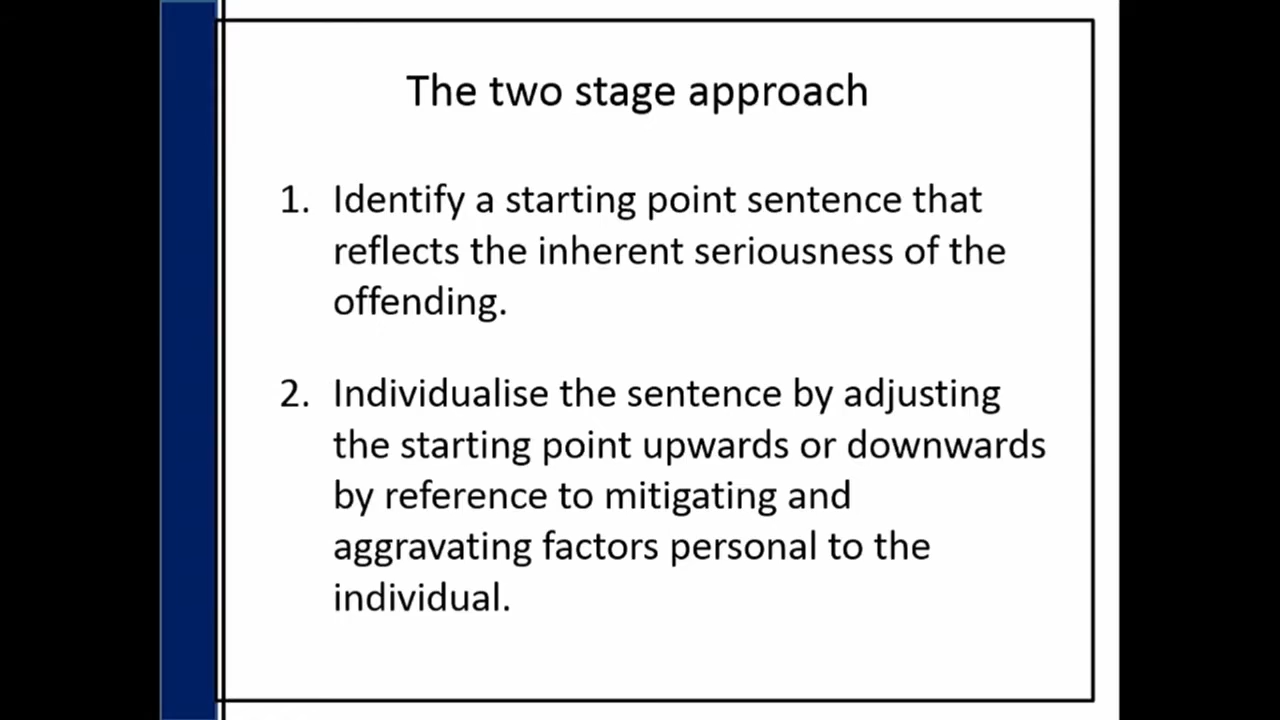 The two stage approach
1. Identify a starting point sentence that
reflects the inherent seriousness of the
offending.
2. Individualise the sentence by adjusting
the starting point upwards or downwards
by reference to mitigating and
aggravating factors personal to the
individual.